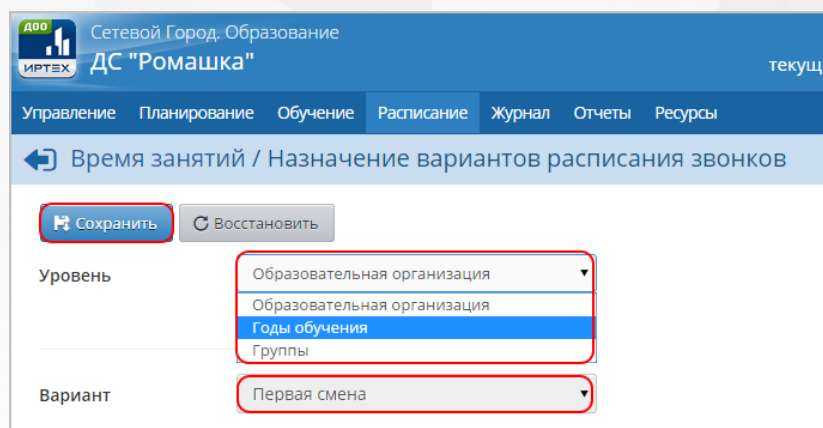 ДОО
ИРТЕХ
Сетевой Город. Образование
ДС "Ромашка"
текущ
Управление Планирование Обучение Расписание Журнал Отчеты Ресурсы
Время занятий / Назначение вариантов расписания звонков
Сохранить Восстановить
Уровень Образовательная организация
Образовательная организация
Годы обучения
Группы
Вариант Первая смена